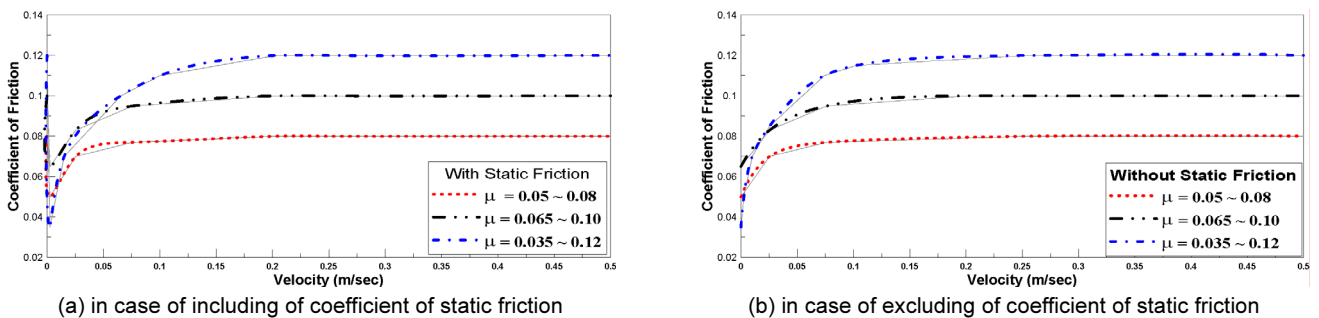 0.14
0.12
0.1
0.08
0.06
0.04
0.02
Coefficient of Friction
0
0.05
0.1
0.15
0.2
0.25
0.3
0.35
0.4
0.45
0.5
Velocity (m/sec)
With Static Friction
μ = 0.05 ~ 0.08
μ = 0.065 ~ 0.10
μ = 0.035 ~ 0.12
(a) in case of including of coefficient of static friction
0.14
0.12
0.1
0.08
0.06
0.04
0.02
Coefficient of Friction
0
0.05
0.1
0.15
0.2
0.25
0.3
0.35
0.4
0.45
0.5
Velocity (m/sec)
Without Static Friction
μ = 0.05 ~ 0.08
μ = 0.065 ~ 0.10
μ = 0.035 ~ 0.12
(b) in case of excluding of coefficient of static friction